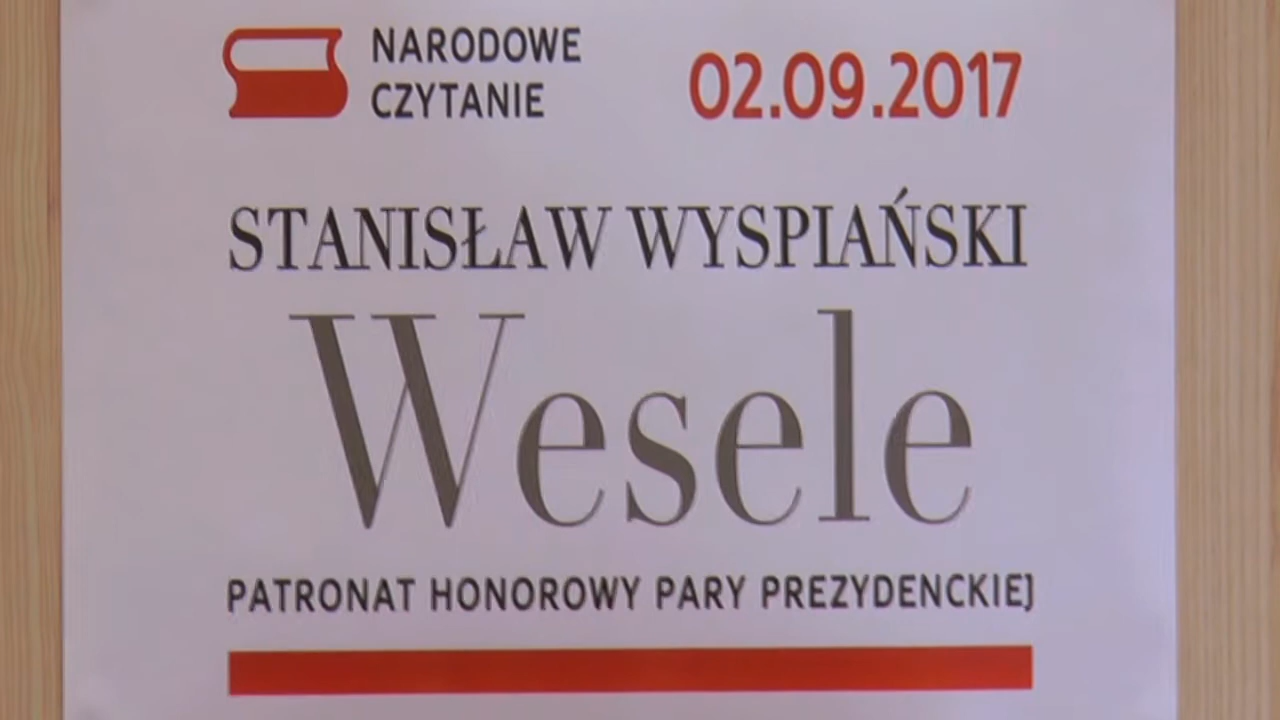 NARODOWE
CZYTANIE
02.09.2017
STANISŁAW WYSPIAŃSKI
Wesele
PATRONAT HONOROWY PARY PREZYDENCKIEJ